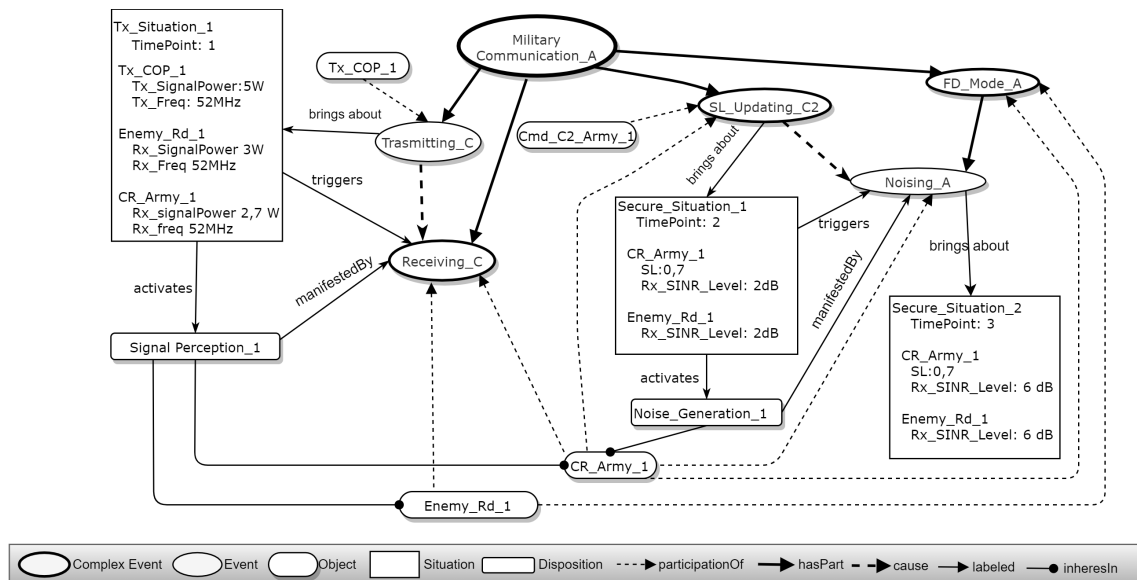 Tx_Situation_1
TimePoint: 1
Tx_COP_1
Tx_SignalPower:5W
Tx_Freq: 52MHz
Enemy_Rd_1
Rx_SignalPower 3W
Rx_Freq 52MHz
CR_Army_1
Rx_signalPower 2,7 W
Rx_freq 52MHz
Military
Communication_A
Tx_COP_1
brings about
Trasmitting_C
Cmd_C2_Army_1
SL_Updating_C2
FD_Mode_A
triggers
brings about
Noising_A
Secure_Situation_1
TimePoint: 2
CR_Army_1
SL:0,7
Rx_SINR_Level: 2dB
Enemy_Rd_1
Rx_SINR_Level: 2dB
triggers
brings about
Receiving_C
activates
manifestedBy
manifestedBy
Secure_Situation_2
TimePoint: 3
CR_Army_1
SL:0,7
Rx_SINR_Level: 6 dB
Enemy_Rd_1
Rx_SINR_Level: 6 dB
Signal Perception_1
activates
Noise_Generation_1
CR_Army_1
Enemy_Rd_1
Complex Event
Event
Object
Situation
Disposition
participationOf
hasPart
cause
labeled
inheresIn